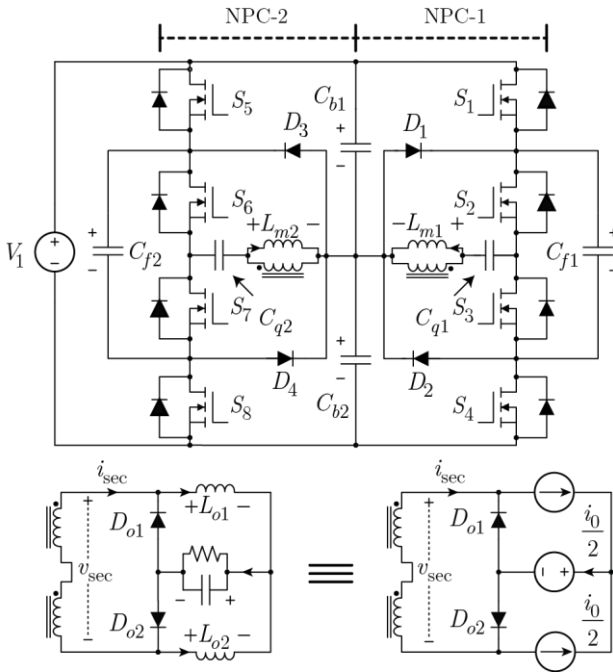 NPC-2 NPC-1
S5 Cb1 S1
D3 + D1
−
S6 S2
+ +Lm2 − −Lm1 + +
V1 + Cf2 Cf1
− − −
S7 Cq2 Cq1 S3
D4 + D2
−
S8 Cb2 S4
isec isec
+ +Lo1 − +
Do1 Do1 i0/2
vsec − + vsec − +
Do2 Do2 i0/2
− +Lo2 − −